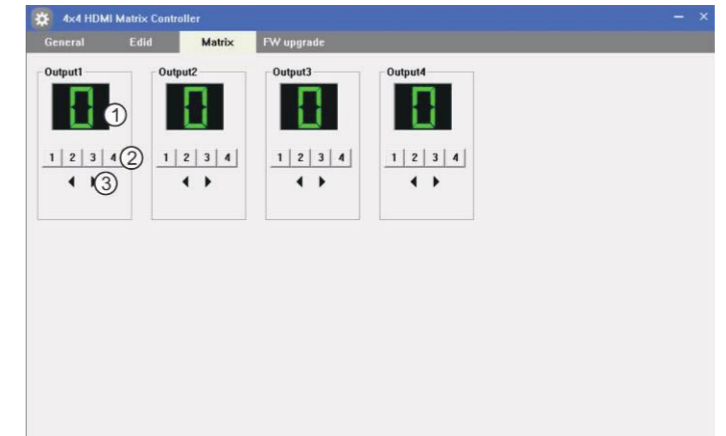 4x4 HDMI Matrix Controller
General Edid Matrix FW upgrade
Output1 Output2 Output3 Output4
0 ① 0 0 0
1 2 3 4 ② 1 2 3 4 1 2 3 4 1 2 3 4
③